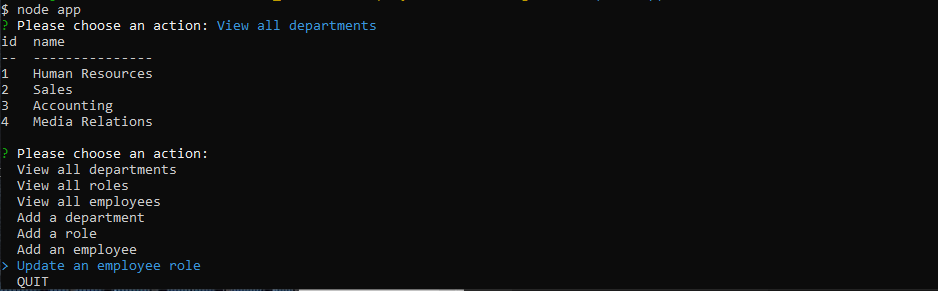 $ node app
? Please choose an action: View all departments
id  name
--  ---------------
1   Human Resources
2   Sales
3   Accounting
4   Media Relations
? Please choose an action:
  View all departments
  View all roles
  View all employees
  Add a department
  Add a role
  Add an employee
> Update an employee role
  QUIT